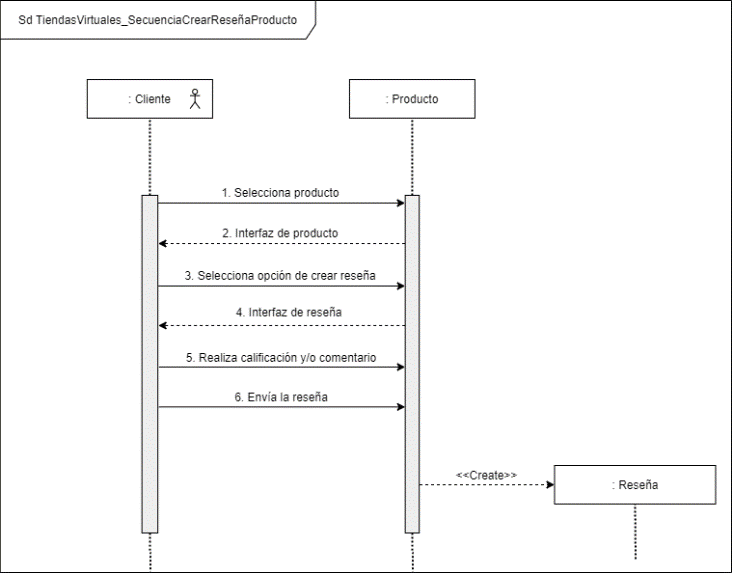 Sd TiendasVirtuales_SecuenciaCrearReseñaProducto
: Cliente
: Producto
1. Selecciona producto
2. Interfaz de producto
3. Selecciona opción de crear reseña
4. Interfaz de reseña
5. Realiza calificación y/o comentario
6. Envía la reseña
<<Create>>
: Reseña